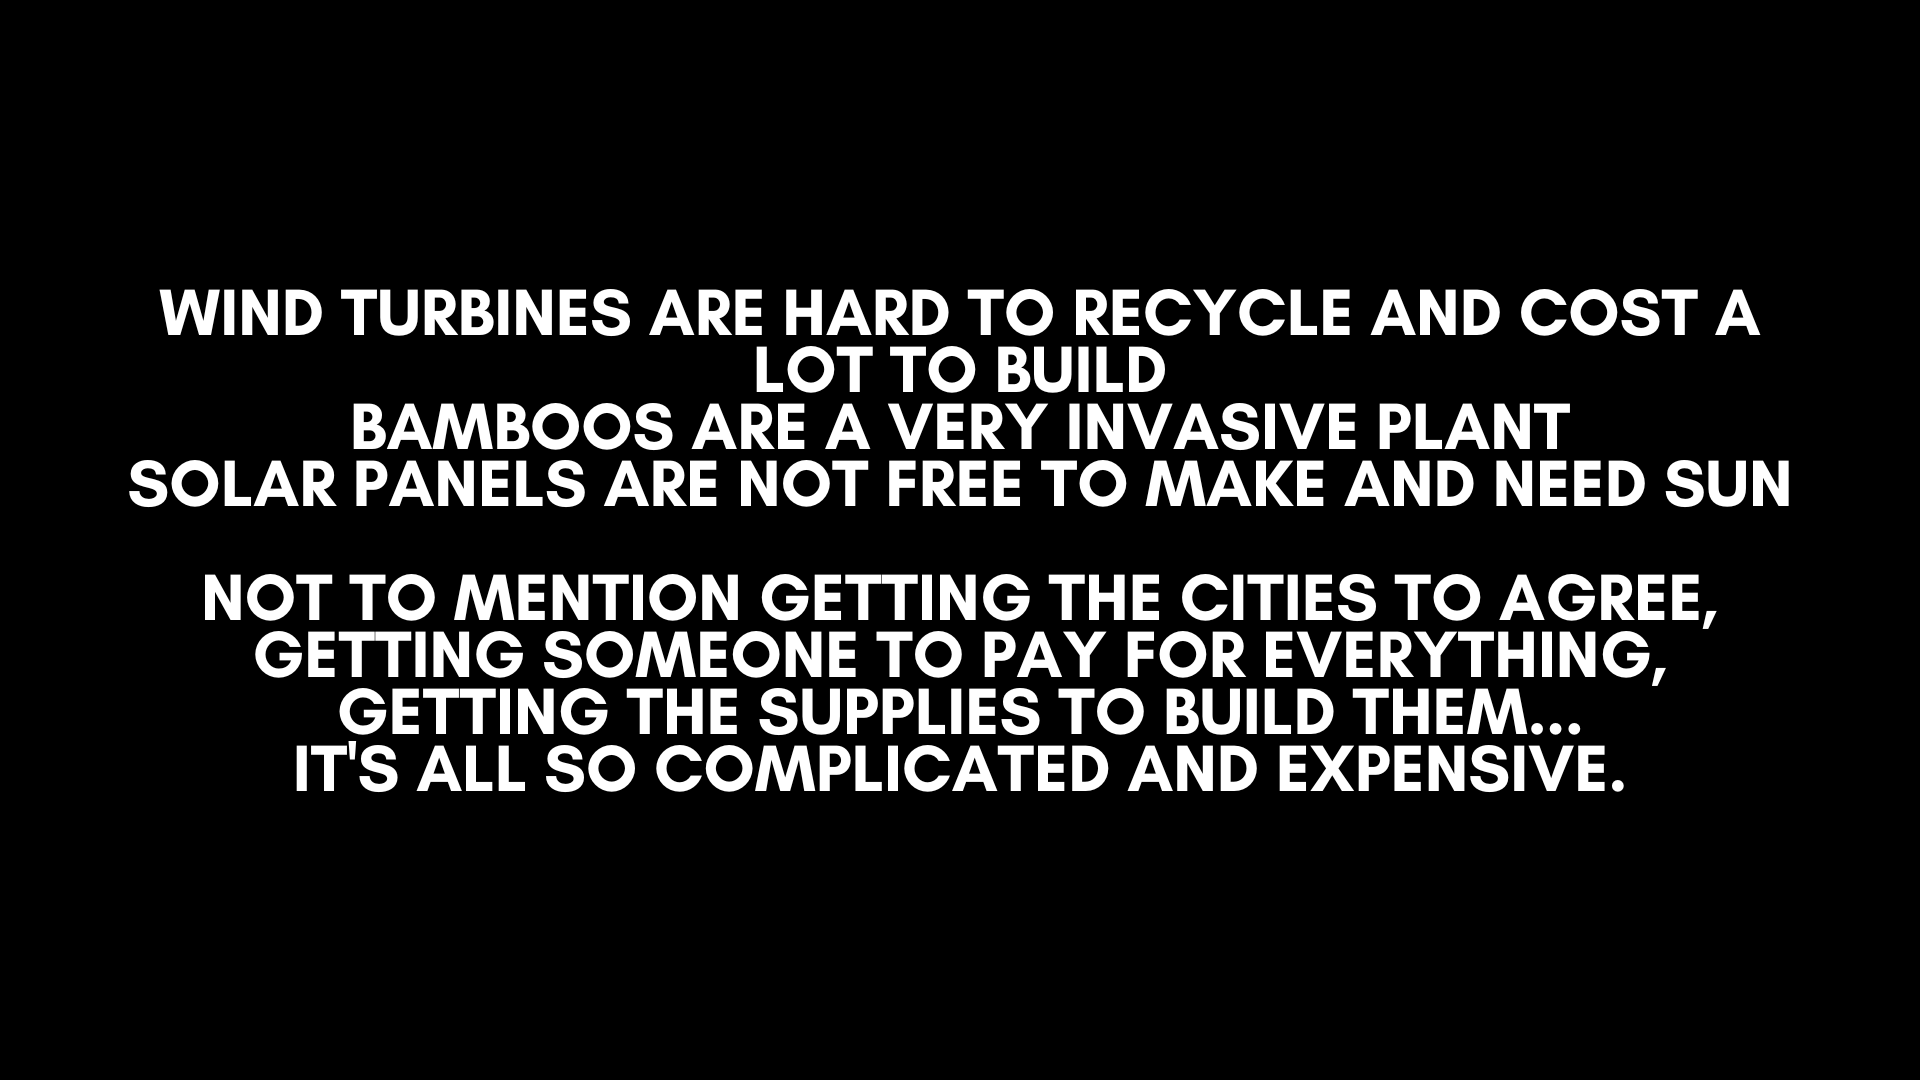 WIND TURBINES ARE HARD TO RECYCLE AND COST A
LOT TO BUILD
BAMBOOS ARE A VERY INVASIVE PLANT
SOLAR PANELS ARE NOT FREE TO MAKE AND NEED SUN
NOT TO MENTION GETTING THE CITIES TO AGREE,
GETTING SOMEONE TO PAY FOR EVERYTHING,
GETTING THE SUPPLIES TO BUILD THEM...
IT'S ALL SO COMPLICATED AND EXPENSIVE.